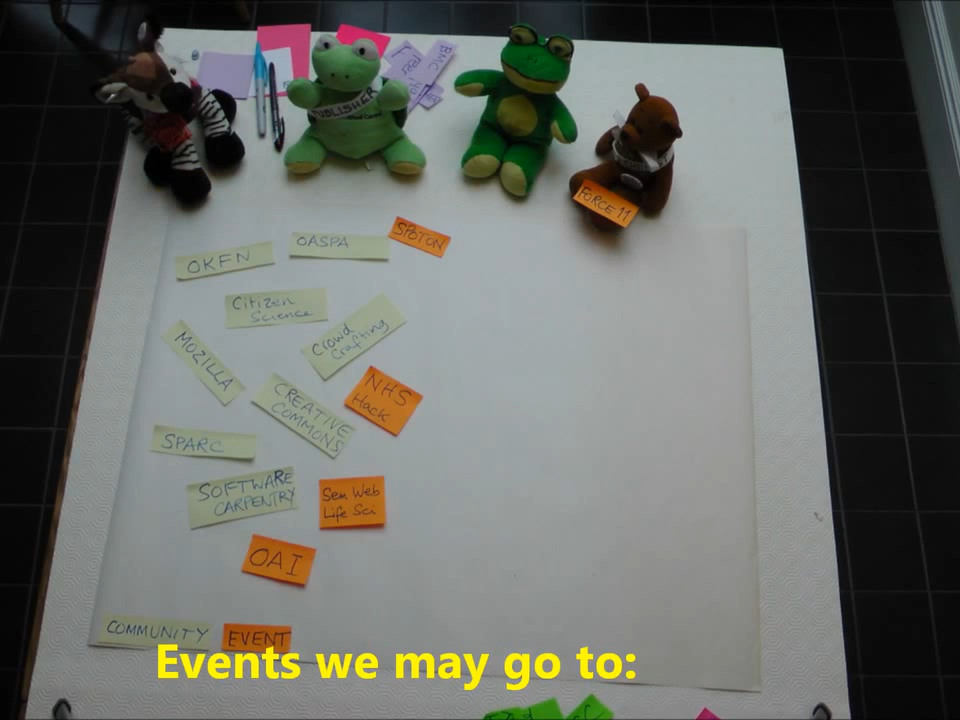 BMC
PUBLISHER
FORCE 11
OKFN
OASPA
SPOTON
Citizen
Science
Crowd
Crafting
MOZILLA
NHS
Hack
CREATIVE
COMMONS
SPARC
SOFTWARE
CARPENTRY
Sem Web
Life Sci
OAI
COMMUNITY
EVENT
Events we may go to: